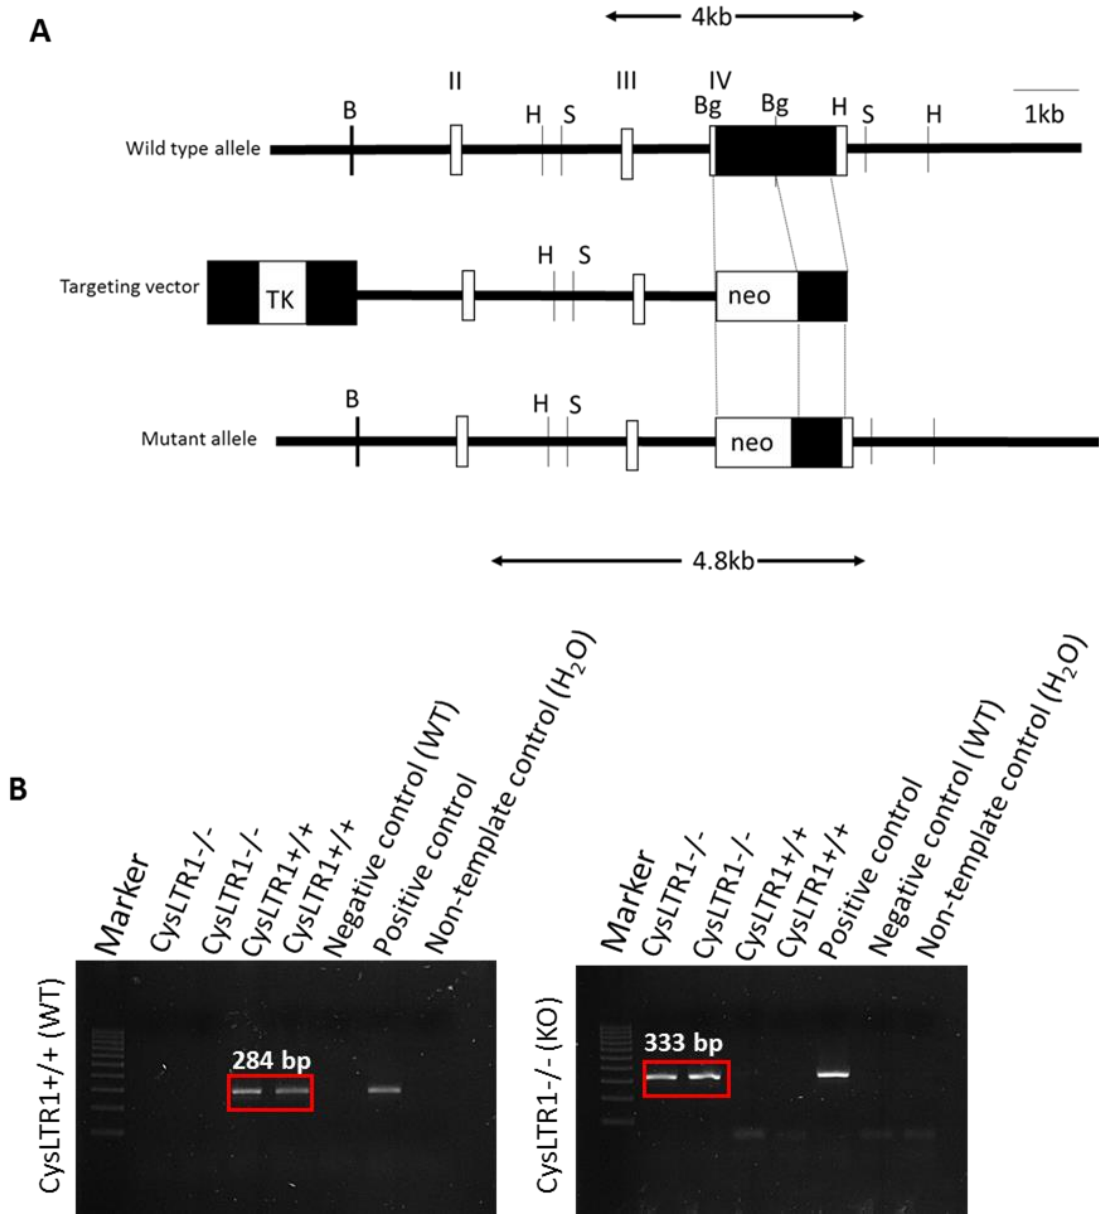 A
4kb
II
III
IV
B
H
S
Bg
Bg
H
S
H
1kb
Wild type allele
H
S
Targeting vector
TK
neo
B
H
S
Mutant allele
neo
4.8kb
B
Marker
CysLTR1-/-
CysLTR1-/-
CysLTR1+/+
CysLTR1+/+
Negative control (WT)
Positive control
Non-template control (H₂O)
CysLTR1+/+ (WT)
284 bp
Marker
CysLTR1-/-
CysLTR1-/-
CysLTR1+/+
CysLTR1+/+
Positive control
Negative control (WT)
Non-template control (H₂O)
CysLTR1-/- (KO)
333 bp